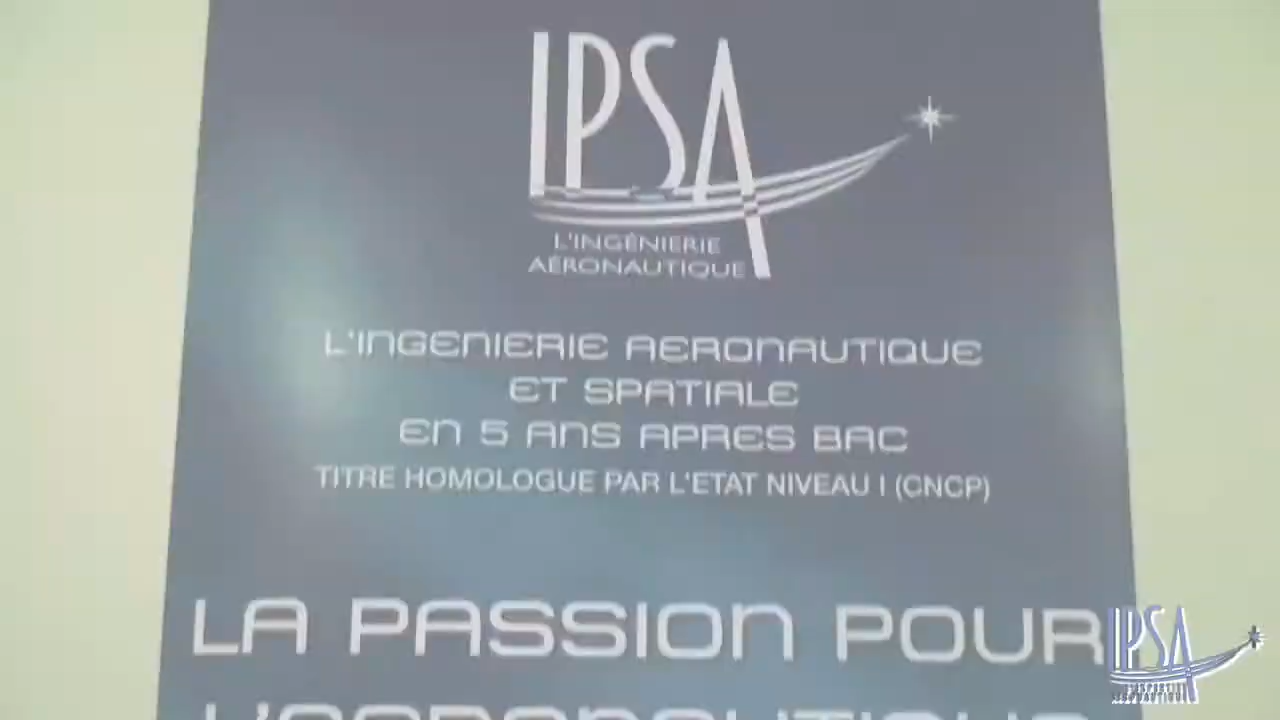 IPSA
L'INGÉNIERIE
AÉRONAUTIQUE
L'INGENIERIE AERONAUTIQUE
ET SPATIALE
EN 5 ANS APRES BAC
TITRE HOMOLOGUE PAR L'ETAT NIVEAU I (CNCP)
LA PASSION POUR
L'AERONAUTIQUE
IPSA